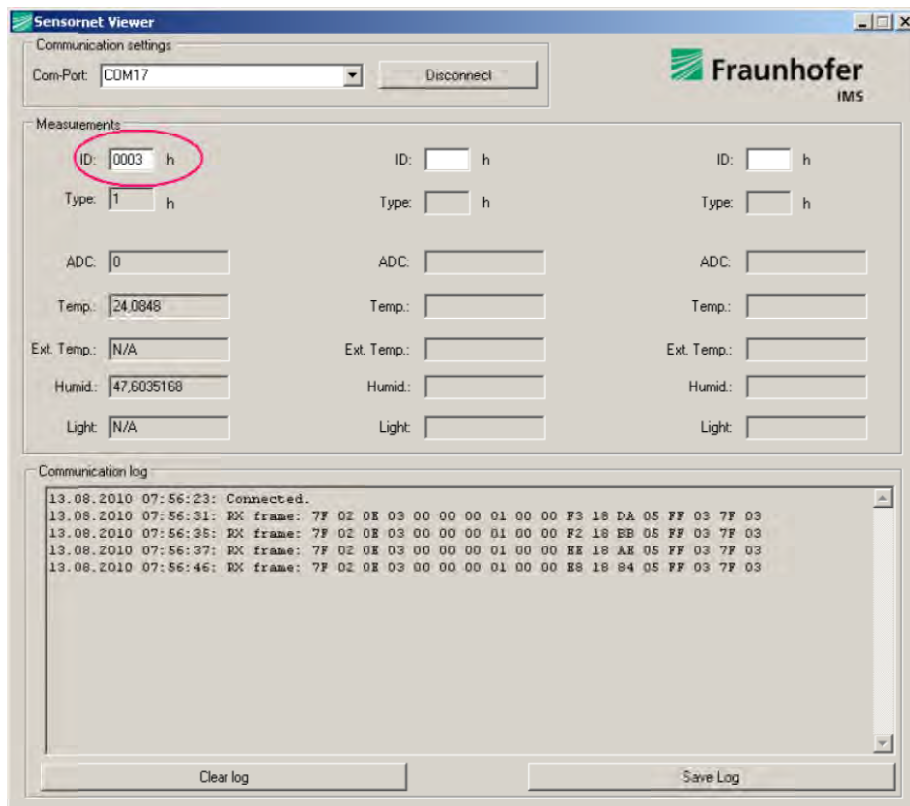 Sensornet Viewer
Communication settings
Com-Port: COM17
Disconnect
Fraunhofer
IMS
Measurements
ID: 0003 h ID: h ID: h
Type: 1 h Type: h Type: h
ADC: 0 ADC: ADC:
Temp.: 24,0848 Temp.: Temp.:
Ext. Temp.: N/A Ext. Temp.: Ext. Temp.:
Humid.: 47,6035168 Humid.: Humid.:
Light: N/A Light: Light:
Communication log
13.08.2010 07:56:23: Connected.
13.08.2010 07:56:31: RX frame: 7F 02 0E 03 00 00 00 01 00 00 F3 18 DA 05 FF 03 7F 03
13.08.2010 07:56:35: RX frame: 7F 02 0E 03 00 00 00 01 00 00 F2 18 BB 05 FF 03 7F 03
13.08.2010 07:56:37: RX frame: 7F 02 0E 03 00 00 00 01 00 00 EE 18 AE 05 FF 03 7F 03
13.08.2010 07:56:46: RX frame: 7F 02 0E 03 00 00 00 01 00 00 E8 18 84 05 FF 03 7F 03
Clear log Save Log